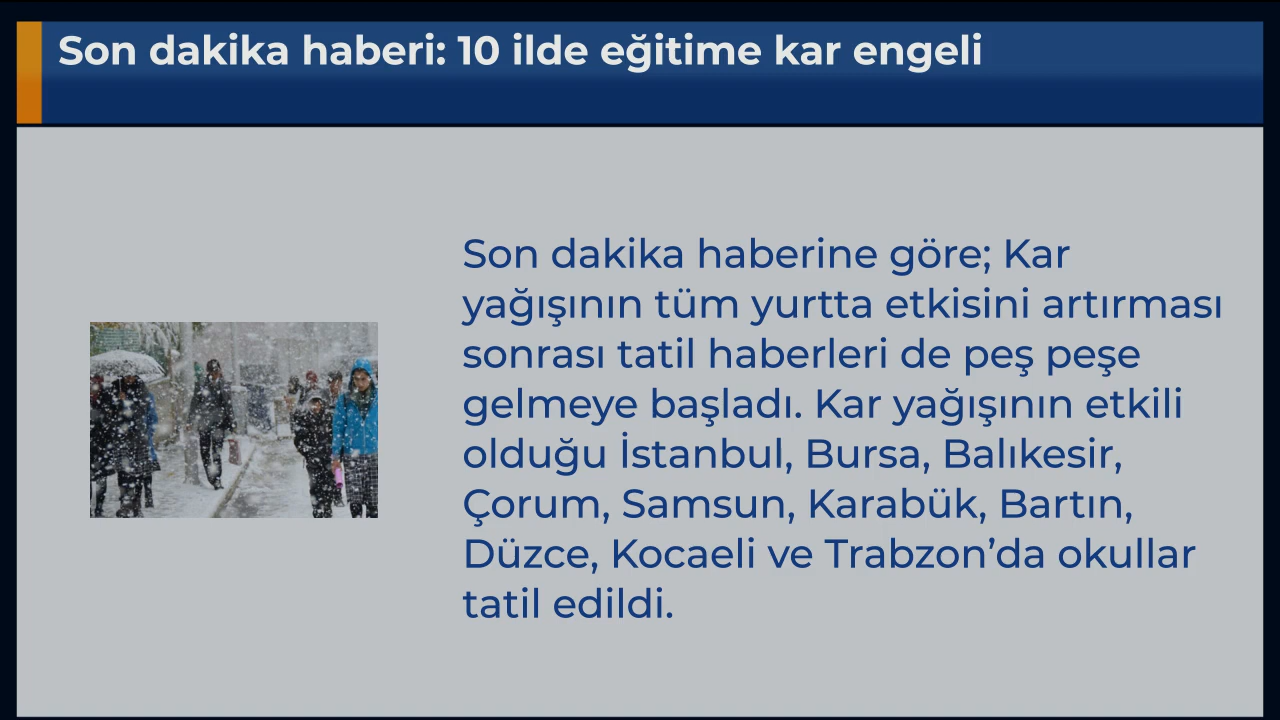 Son dakika haberi: 10 ilde eğitime kar engeli
Son dakika haberine göre; Kar
yağışının tüm yurtta etkisini artırması
sonrası tatil haberleri de peş peşe
gelmeye başladı. Kar yağışının etkili
olduğu İstanbul, Bursa, Balıkesir,
Çorum, Samsun, Karabük, Bartın,
Düzce, Kocaeli ve Trabzon’da okullar
tatil edildi.